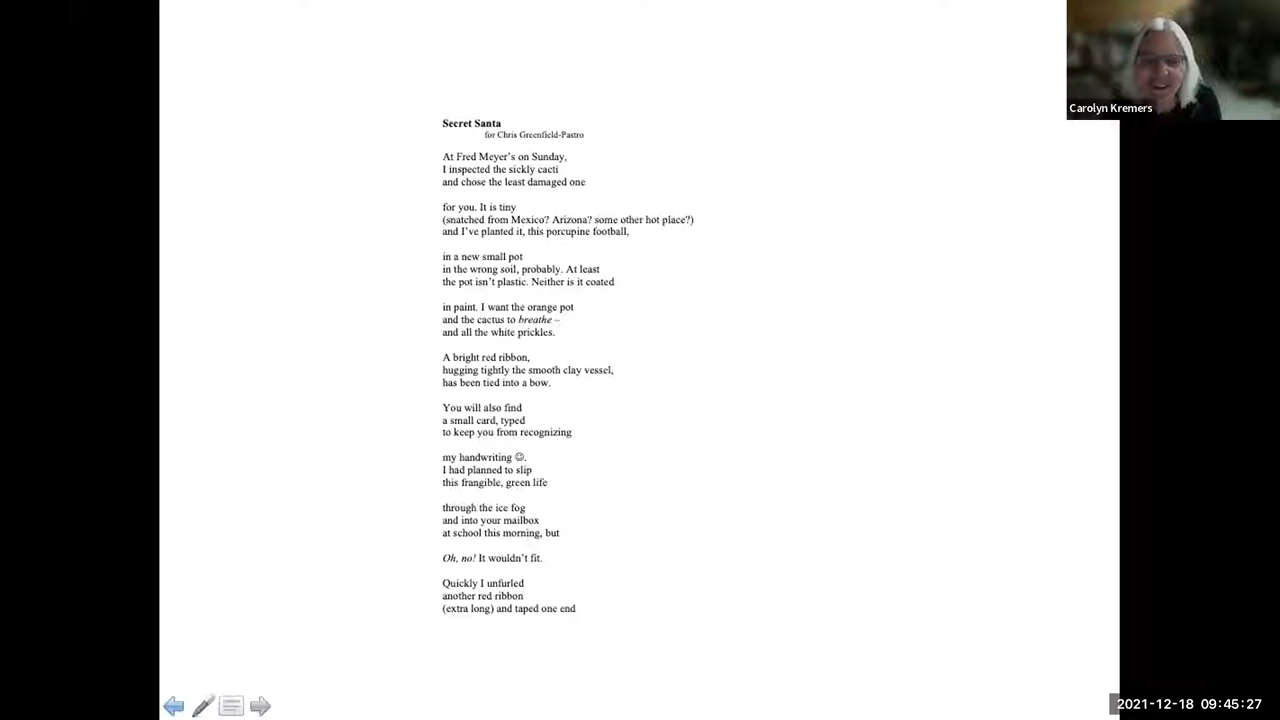 Carolyn Kremers
Secret Santa
for Chris Greenfield-Pastro
At Fred Meyer's on Sunday,
I inspected the sickly cacti
and chose the least damaged one
for you. It is tiny
(snatched from Mexico? Arizona? some other hot place?)
and I've planted it, this porcupine football,
in a new small pot
in the wrong soil, probably. At least
the pot isn't plastic. Neither is it coated
in paint. I want the orange pot
and the cactus to breathe –
and all the white prickles.
A bright red ribbon,
hugging tightly the smooth clay vessel,
has been tied into a bow.
You will also find
a small card, typed
to keep you from recognizing
my handwriting ☺.
I had planned to slip
this frangible, green life
through the ice fog
and into your mailbox
at school this morning, but
Oh, no! It wouldn't fit.
Quickly I unfurled
another red ribbon
(extra long) and taped one end
2021-12-18 09:45:27